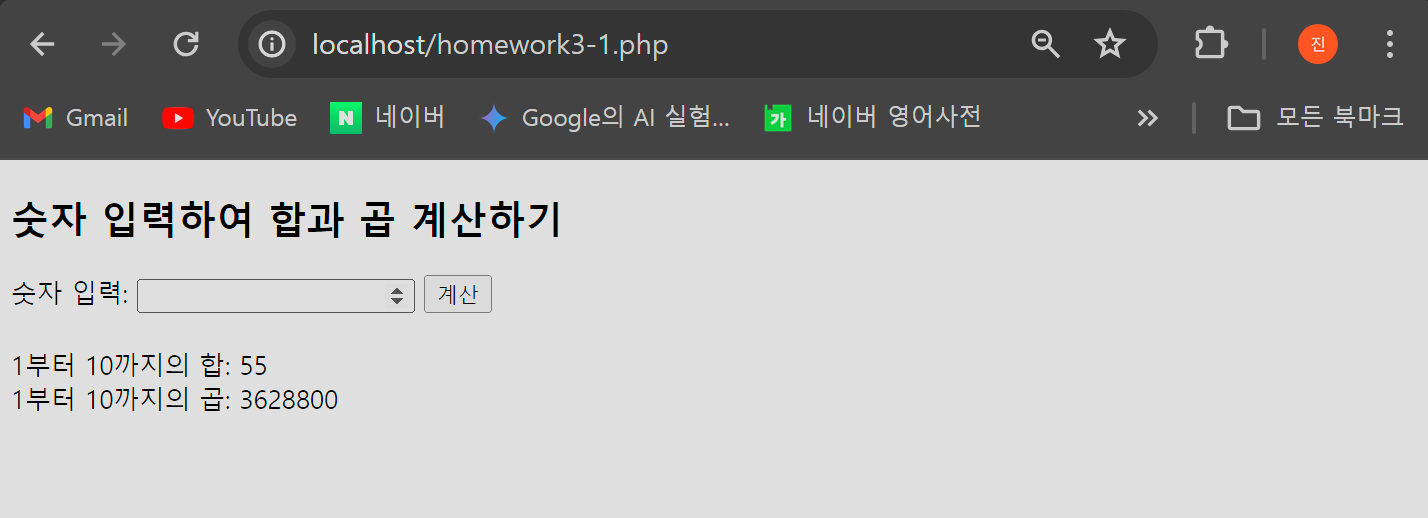 localhost/homework3-1.php
진
Gmail YouTube N 네이버 Google의 AI 실험... 가 네이버 영어사전 모든 북마크
숫자 입력하여 합과 곱 계산하기
숫자 입력: 계산
1부터 10까지의 합: 55
1부터 10까지의 곱: 3628800